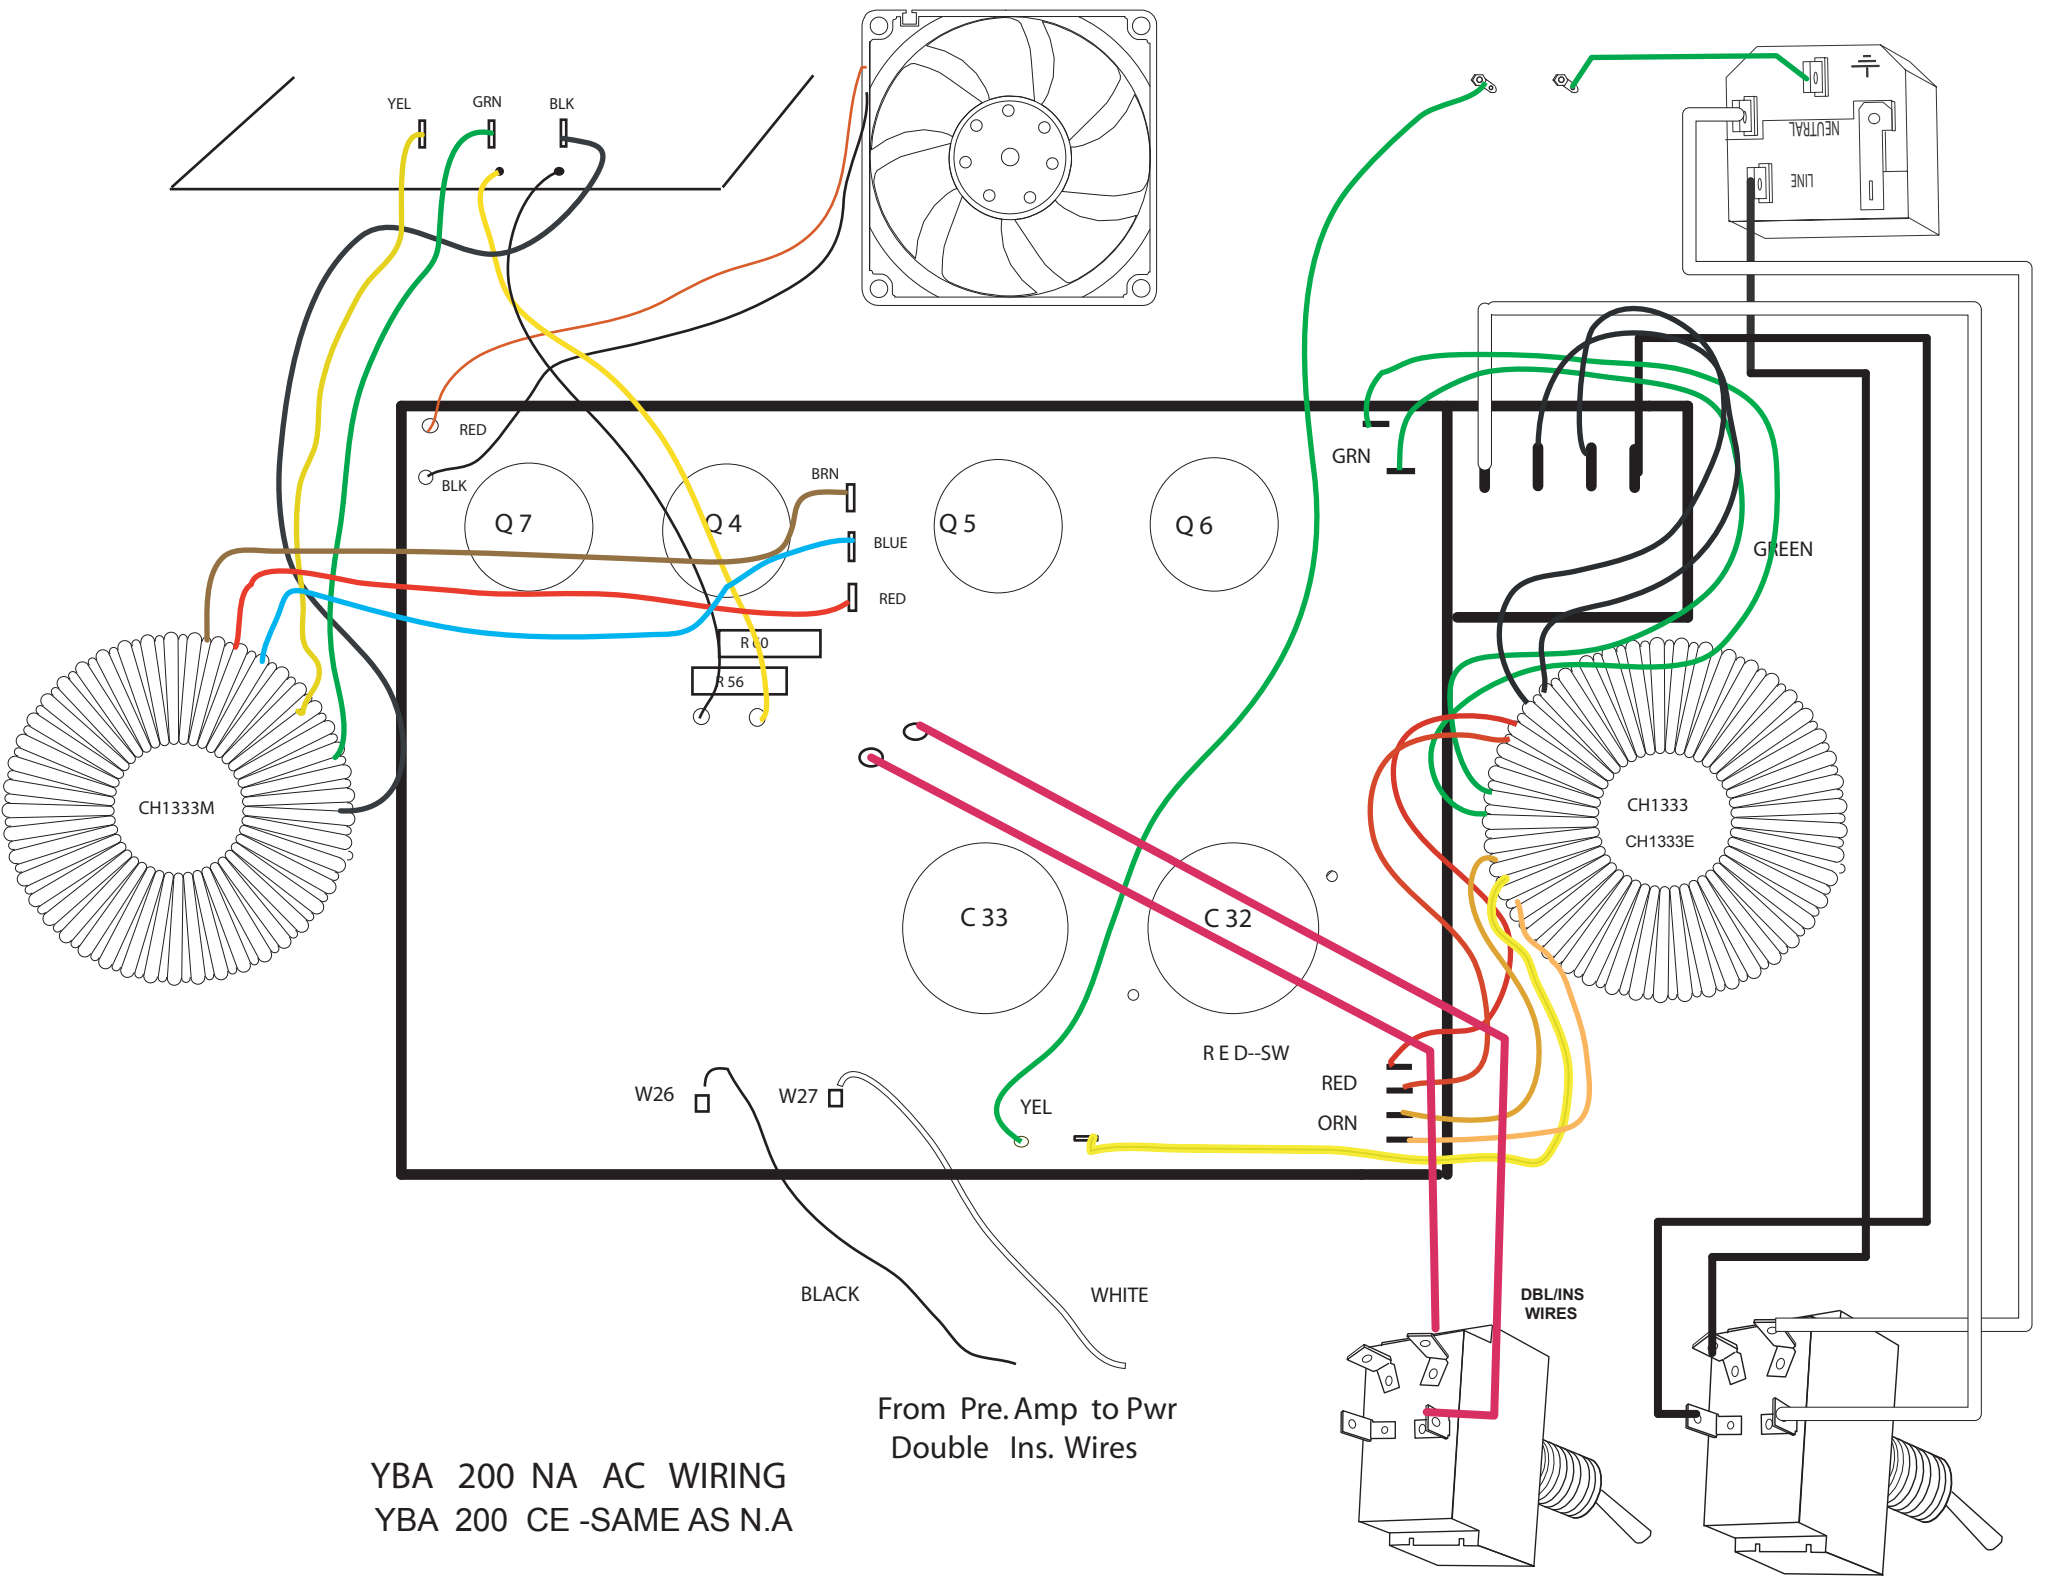 YEL
GRN
BLK
NEUTRAL
LINE
RED
BLK
GRN
BRN
Q 7
Q 4
Q 5
Q 6
BLUE
GREEN
RED
R 60
R 56
CH1333M
CH1333
CH1333E
C 33
C 32
R E D--SW
RED
W26
W27
YEL
ORN
BLACK
WHITE
DBL/INS
WIRES
From Pre. Amp to Pwr
Double Ins. Wires
YBA 200 NA AC WIRING
YBA 200 CE -SAME AS N.A